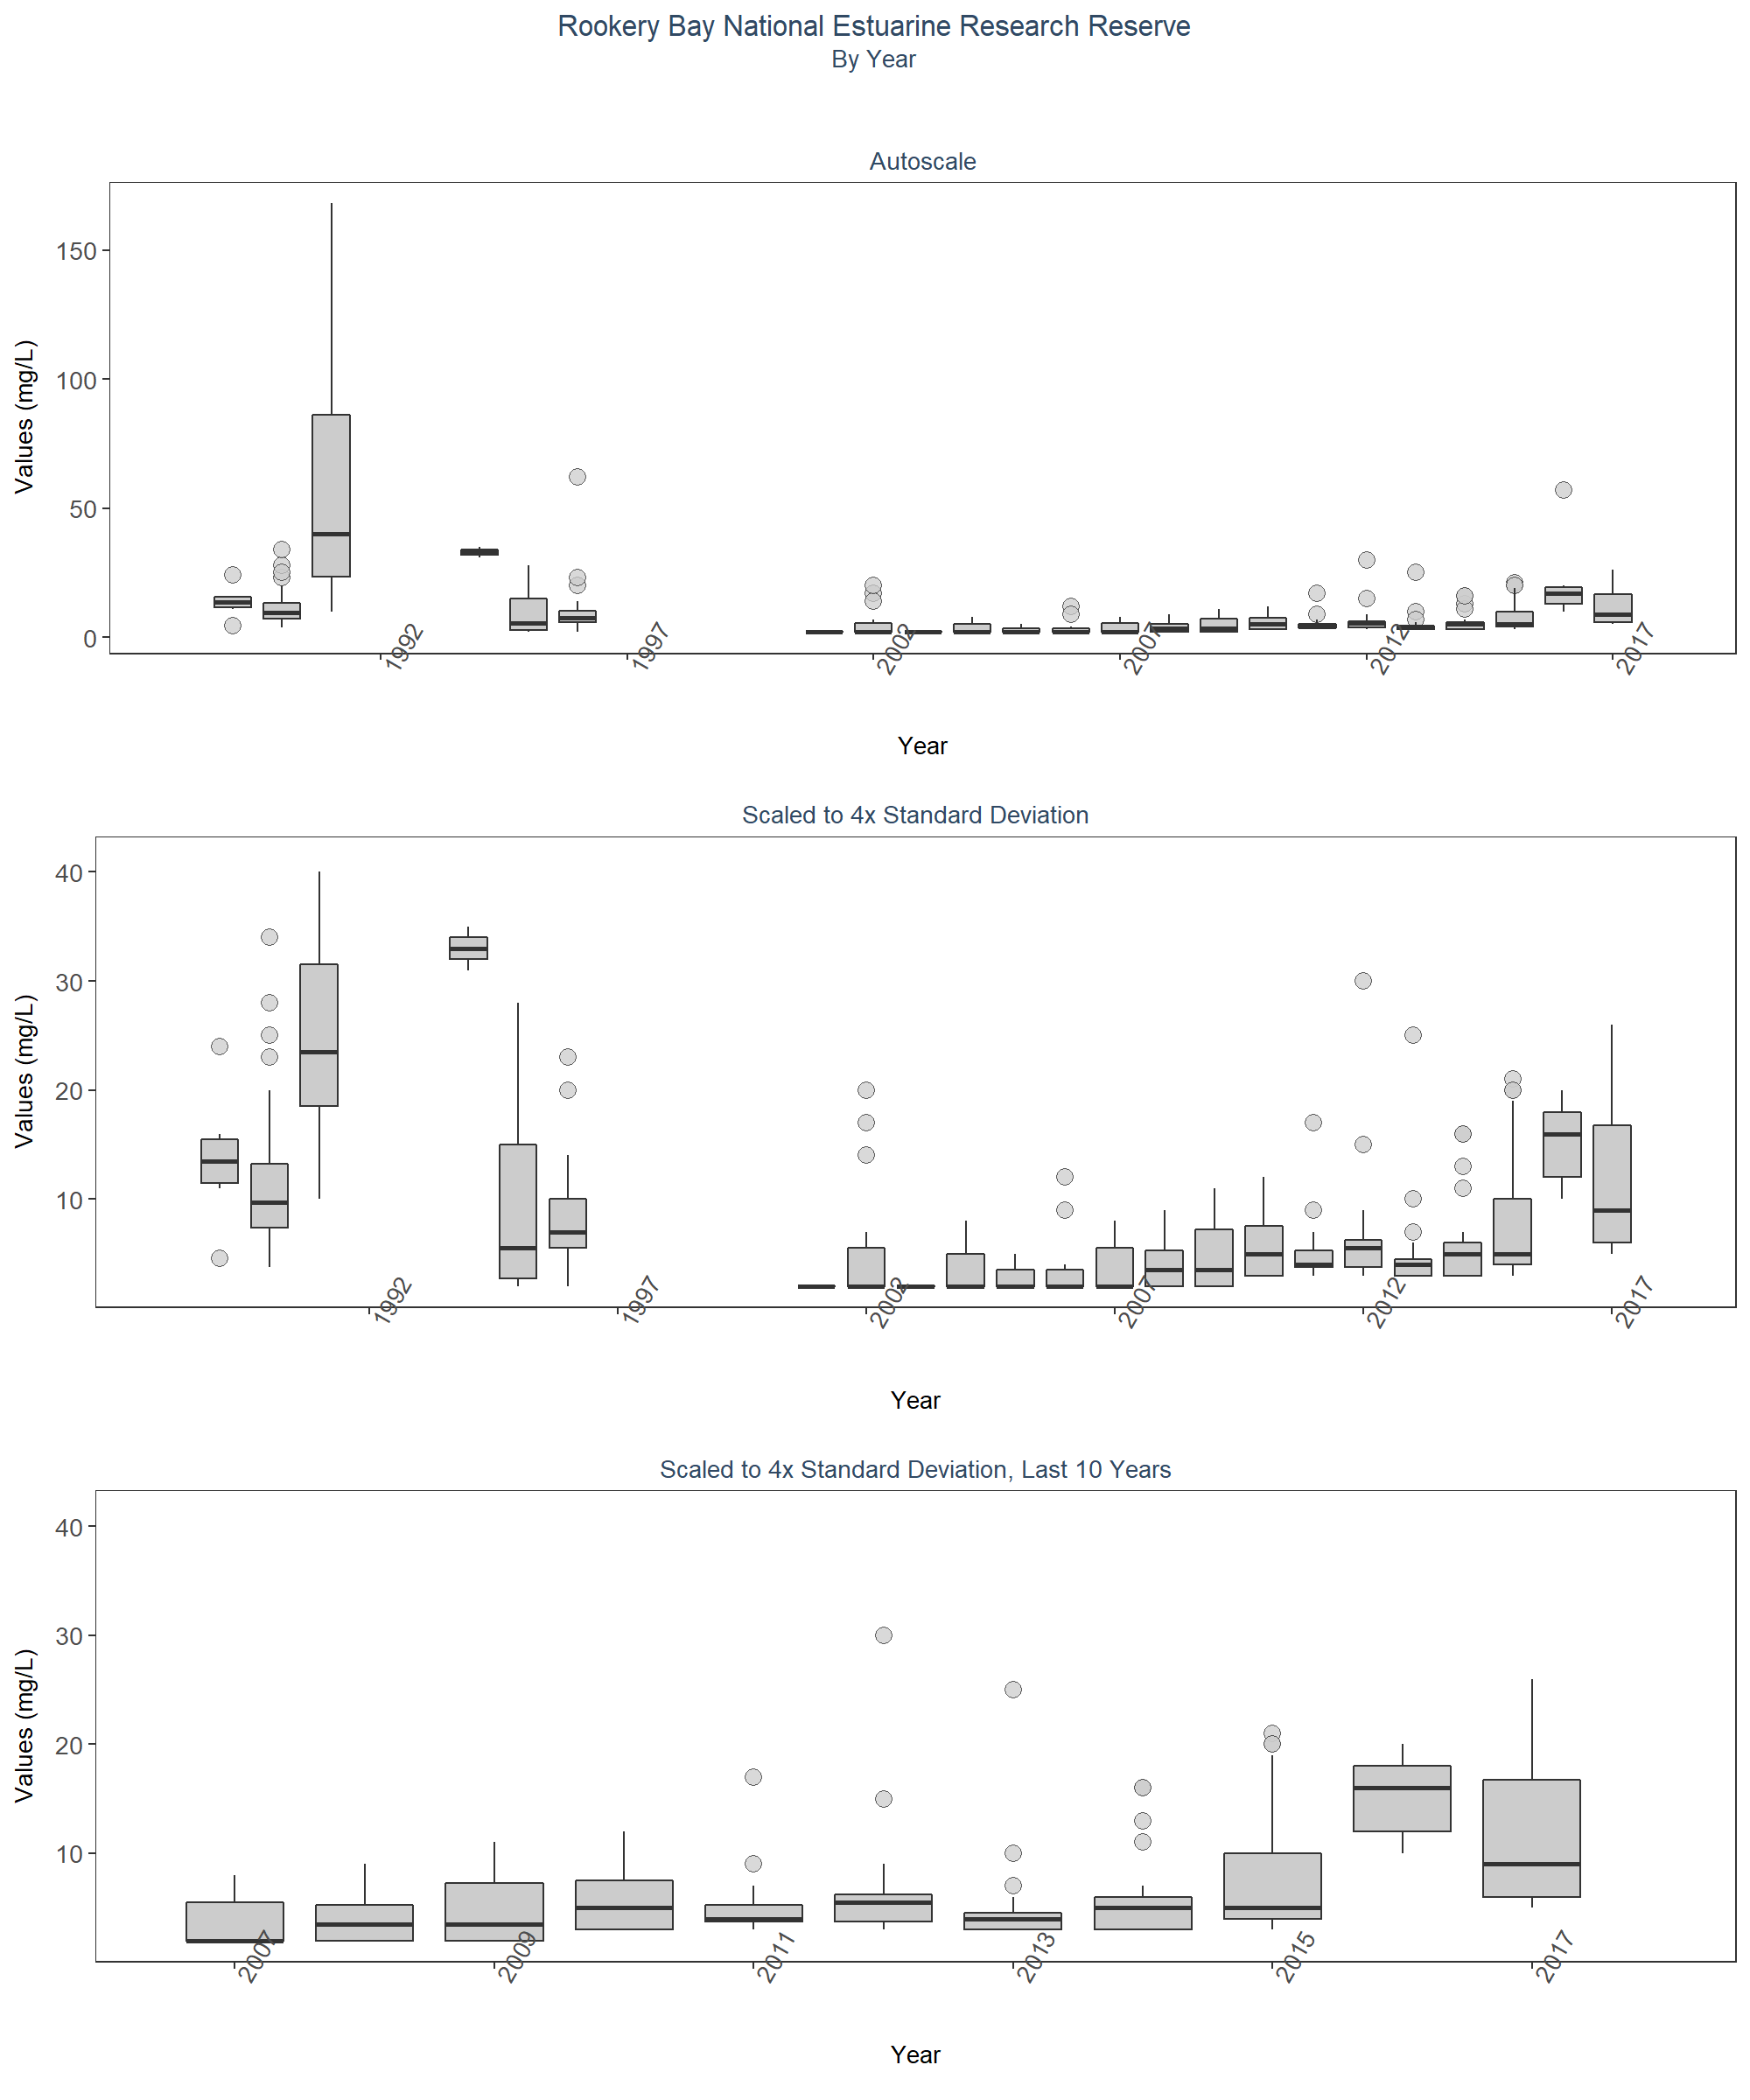 Rookery Bay National Estuarine Research Reserve
By Year
Autoscale
Values (mg/L)
150
100
50
0
1992 1997 2002 2007 2012 2017
Year
Scaled to 4x Standard Deviation
Values (mg/L)
40
30
20
10
1992 1997 2002 2007 2012 2017
Year
Scaled to 4x Standard Deviation, Last 10 Years
Values (mg/L)
40
30
20
10
2007 2009 2011 2013 2015 2017
Year